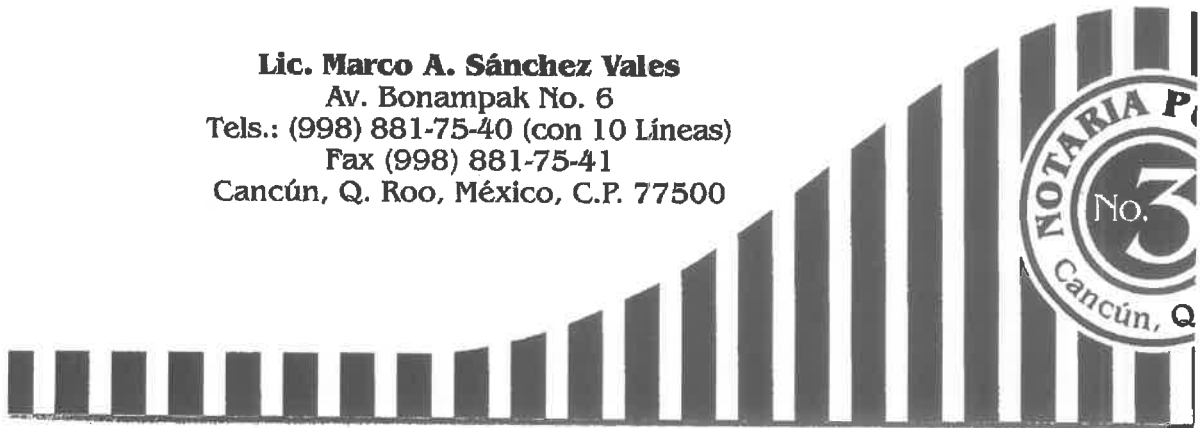 Lic. Marco A. Sánchez Vales
Av. Bonampak No. 6
Tels.: (998) 881-75-40 (con 10 Líneas)
Fax (998) 881-75-41
Cancún, Q. Roo, México, C.P. 77500
NOTARIA
No. 3
Cancún, Q